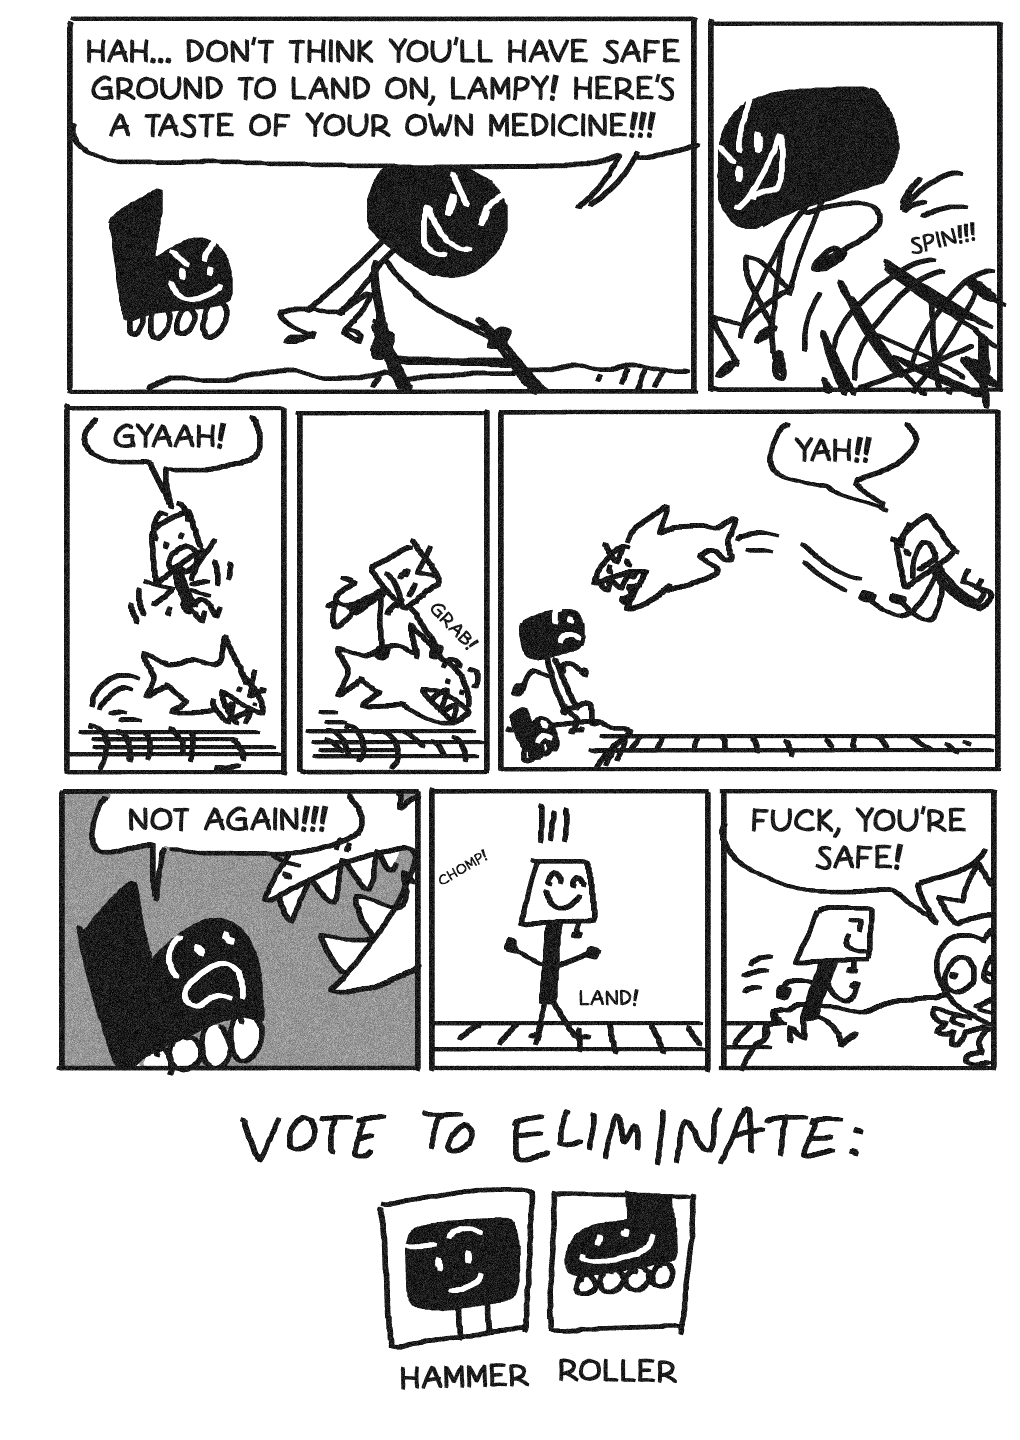 HAH... DON'T THINK YOU'LL HAVE SAFE
GROUND TO LAND ON, LAMPY! HERE'S
A TASTE OF YOUR OWN MEDICINE!!!
SPIN!!!
GYAAH!
GRAB!
YAH!!
NOT AGAIN!!!
CHOMP!
LAND!
FUCK, YOU'RE
SAFE!
VOTE TO ELIMINATE:
HAMMER
ROLLER